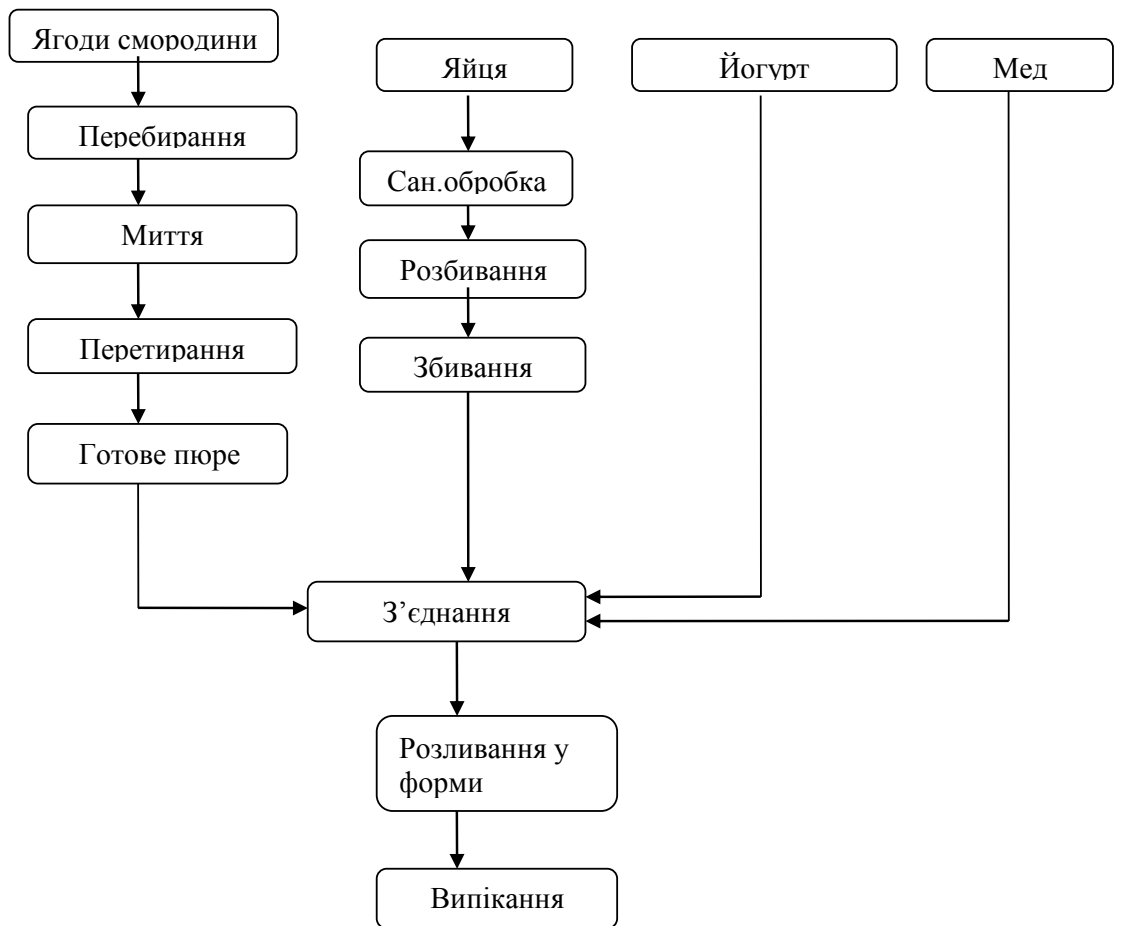 Ягоди смородини
Яйця
Йогурт
Мед
Перебирання
Сан.обробка
Миття
Розбивання
Перетирання
Збивання
Готове пюре
З’єднання
Розливання у
форми
Випікання